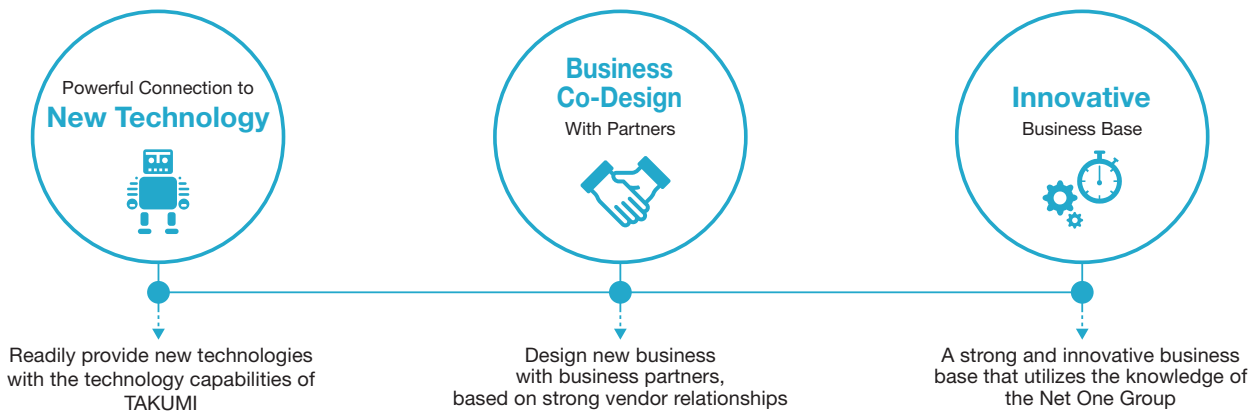 Powerful Connection to
New Technology
Business
Co-Design
With Partners
Innovative
Business Base
Readily provide new technologies
with the technology capabilities of
TAKUMI
Design new business
with business partners,
based on strong vendor relationships
A strong and innovative business
base that utilizes the knowledge of
the Net One Group